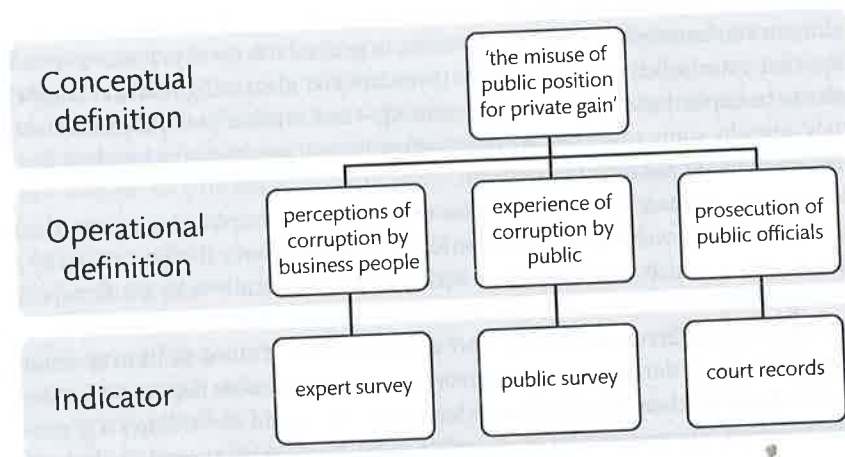 Conceptual
definition
‘the misuse of
public position
for private gain’
Operational
definition
perceptions of
corruption by
business people
experience of
corruption by
public
prosecution of
public officials
Indicator
expert survey
public survey
court records